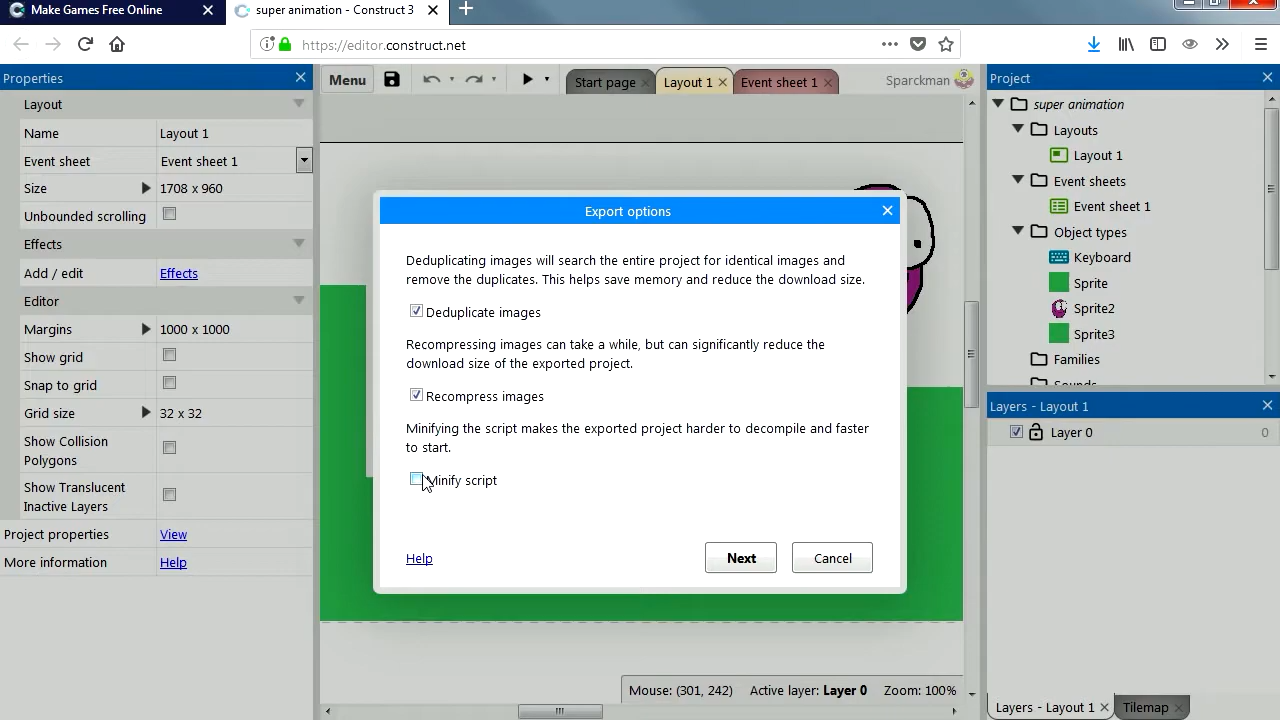 Make Games Free Online
super animation - Construct 3
https://editor.construct.net
Properties
Layout
Name Layout 1
Event sheet Event sheet 1
Size 1708 x 960
Unbounded scrolling
Effects
Add / edit Effects
Editor
Margins 1000 x 1000
Show grid
Snap to grid
Grid size 32 x 32
Show Collision
Polygons
Show Translucent
Inactive Layers
Project properties View
More information Help
Menu
Start page
Layout 1
Event sheet 1
Sparckman
Export options
Deduplicating images will search the entire project for identical images and
remove the duplicates. This helps save memory and reduce the download size.
Deduplicate images
Recompressing images can take a while, but can significantly reduce the
download size of the exported project.
Recompress images
Minifying the script makes the exported project harder to decompile and faster
to start.
Minify script
Help
Next
Cancel
Mouse: (301, 242) Active layer: Layer 0 Zoom: 100%
Project
super animation
Layouts
Layout 1
Event sheets
Event sheet 1
Object types
Keyboard
Sprite
Sprite2
Sprite3
Families
Sounds
Layers - Layout 1
Layer 0 0
Layers - Layout 1
Tilemap